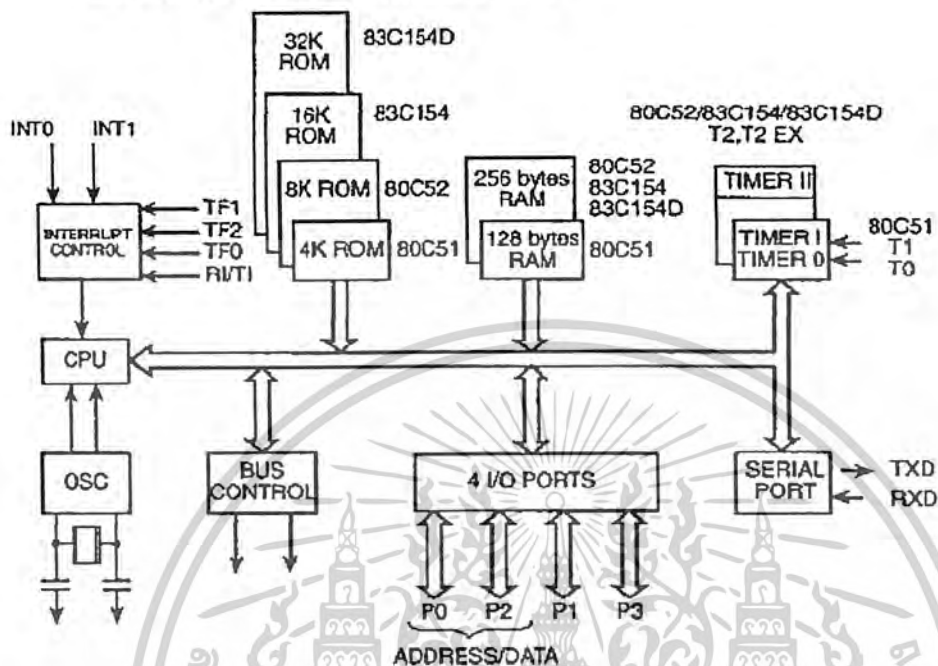 32K
ROM
83C154D
16K
ROM
83C154
8K ROM
80C52
4K ROM
80C51
INT0
INT1
INTERRUPT
CONTROL
TF1
TF2
TF0
RI/TI
256 bytes
RAM
80C52
83C154
83C154D
128 bytes
RAM
80C51
80C52/83C154/83C154D
T2,T2 EX
TIMER II
TIMER I
TIMER 0
80C51
T1
T0
CPU
OSC
BUS
CONTROL
4 I/O PORTS
SERIAL
PORT
TXD
RXD
P0
P2
P1
P3
ADDRESS/DATA